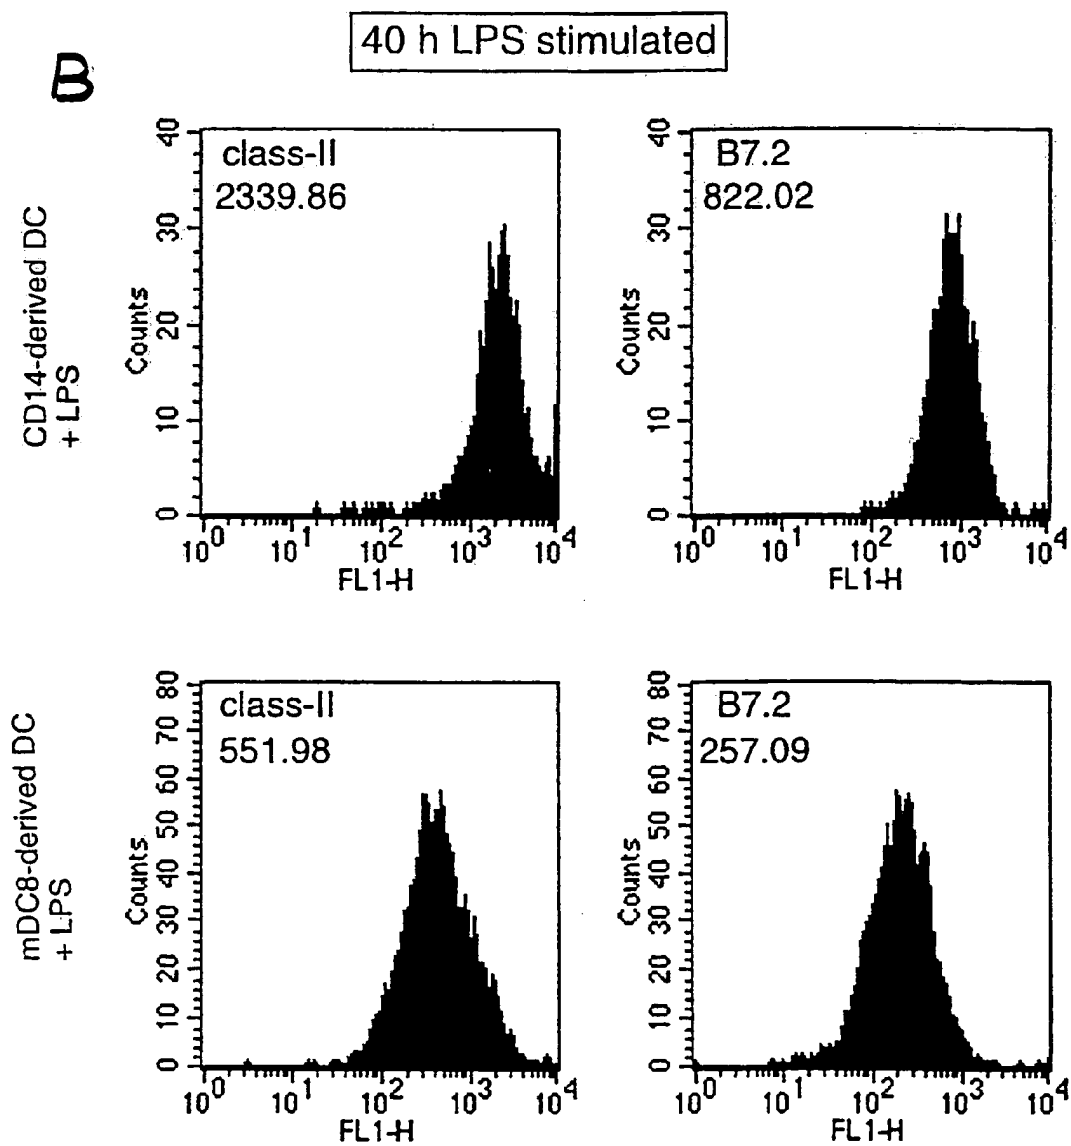 40 h LPS stimulated
B
CD14-derived DC
+ LPS
class-II
2339.86
Counts
40
30
20
10
0
10^0 10^1 10^2 10^3 10^4
FL1-H
B7.2
822.02
Counts
40
30
20
10
0
10^0 10^1 10^2 10^3 10^4
FL1-H
mDC8-derived DC
+ LPS
class-II
551.98
Counts
80
70
60
50
40
30
20
10
0
10^0 10^1 10^2 10^3 10^4
FL1-H
B7.2
257.09
Counts
80
70
60
50
40
30
20
10
0
10^0 10^1 10^2 10^3 10^4
FL1-H